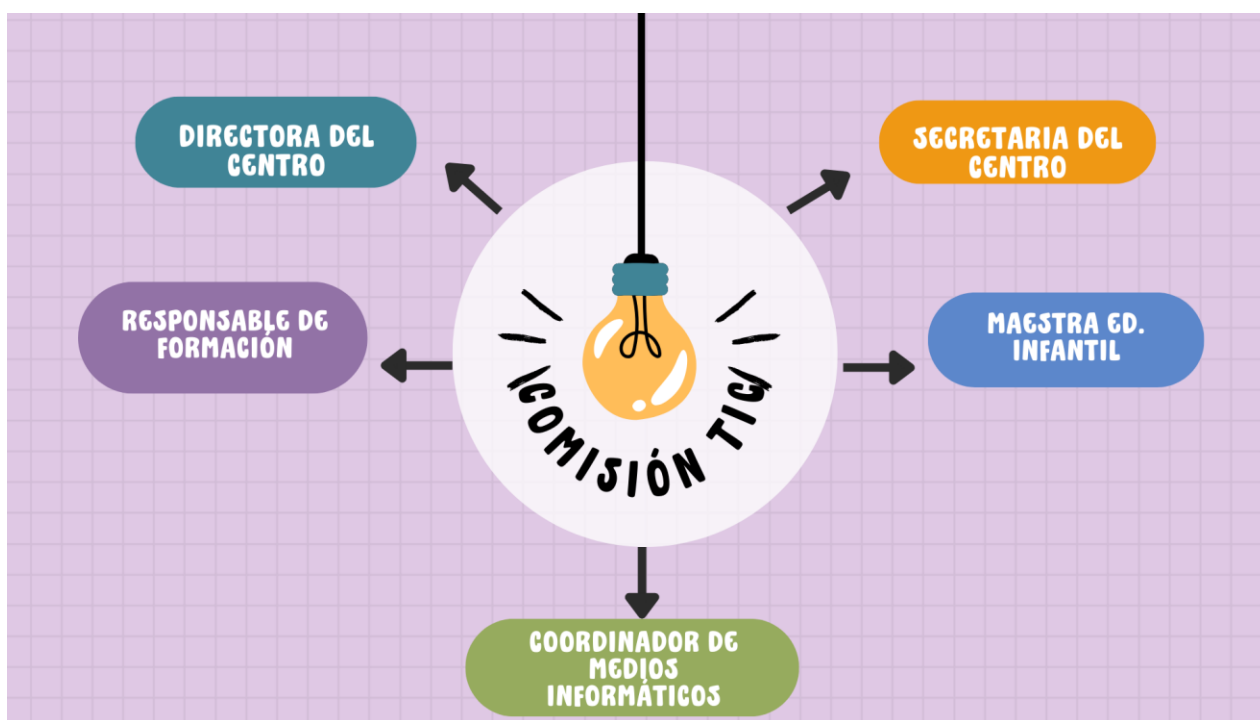 DIRECTORA DEL
CENTRO
SECRETARIA DEL
CENTRO
RESPONSABLE DE
FORMACIÓN
MAESTRA ED.
INFANTIL
COMISIÓN TIC
COORDINADOR DE
MEDIOS
INFORMÁTICOS